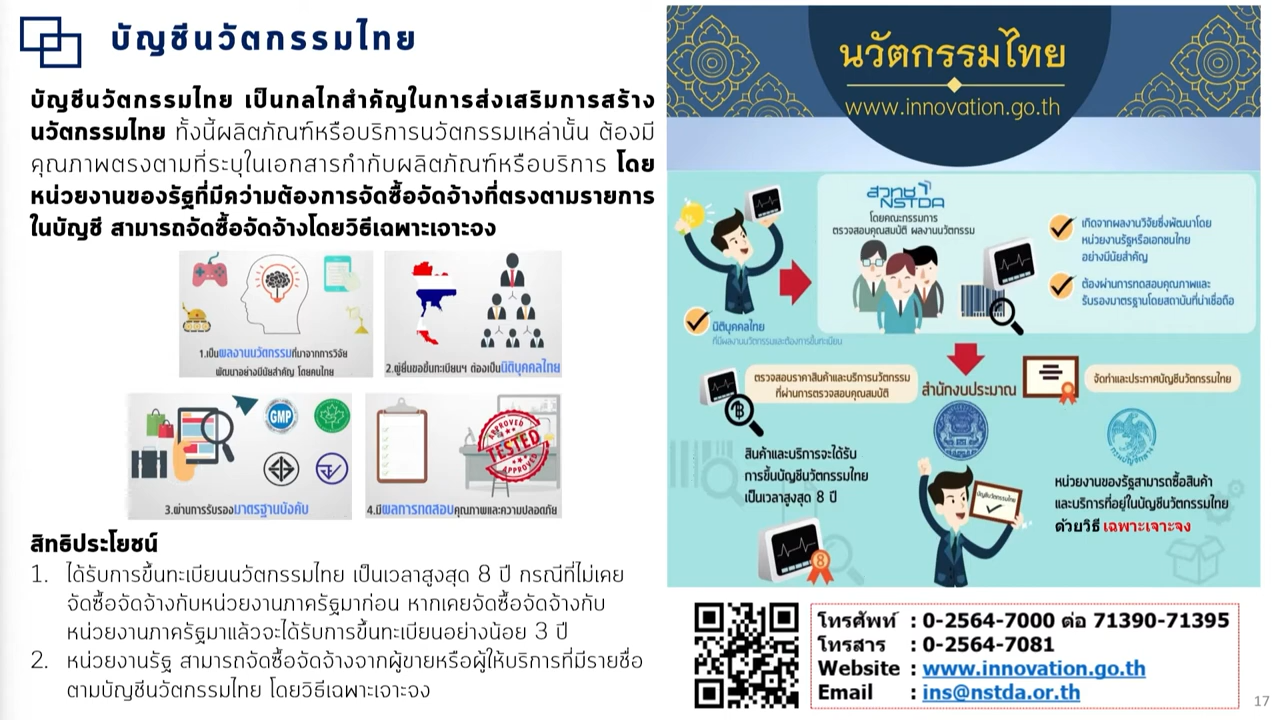 บัญชีนวัตกรรมไทย
บัญชีนวัตกรรมไทย เป็นกลไกสำคัญในการส่งเสริมการสร้าง
นวัตกรรมไทย ทั้งนี้ผลิตภัณฑ์หรือบริการนวัตกรรมเหล่านั้น ต้องมี
คุณภาพตรงตามที่ระบุในเอกสารกำกับผลิตภัณฑ์หรือบริการ โดย
หน่วยงานของรัฐที่มีความต้องการจัดซื้อจัดจ้างที่ตรงตามรายการ
ในบัญชี สามารถจัดซื้อจัดจ้างโดยวิธีเฉพาะเจาะจง
1.เป็นผลงานนวัตกรรมที่มาจากการวิจัย
พัฒนาอย่างมีนัยสำคัญ โดยคนไทย
2.ผู้ยื่นขอขึ้นทะเบียนฯ ต้องเป็นนิติบุคคลไทย
GMP
3.ผ่านการรับรองมาตรฐานบังคับ
APPROVED
TESTED
APPROVED
4.มีผลการทดสอบคุณภาพและความปลอดภัย
สิทธิประโยชน์
1. ได้รับการขึ้นทะเบียนนวัตกรรมไทย เป็นเวลาสูงสุด 8 ปี กรณีที่ไม่เคย
จัดซื้อจัดจ้างกับหน่วยงานภาครัฐมาก่อน หากเคยจัดซื้อจัดจ้างกับ
หน่วยงานภาครัฐมาแล้วจะได้รับการขึ้นทะเบียนอย่างน้อย 3 ปี
2. หน่วยงานรัฐ สามารถจัดซื้อจัดจ้างจากผู้ขายหรือผู้ให้บริการที่มีรายชื่อ
ตามบัญชีนวัตกรรมไทย โดยวิธีเฉพาะเจาะจง
นวัตกรรมไทย
www.innovation.go.th
สวทช
NSTDA
โดยคณะกรรมการ
ตรวจสอบคุณสมบัติ ผลงานนวัตกรรม
เกิดจากผลงานวิจัยซึ่งพัฒนาโดย
หน่วยงานรัฐหรือเอกชนไทย
อย่างมีนัยสำคัญ
ต้องผ่านการทดสอบคุณภาพและ
รับรองมาตรฐานโดยสถาบันที่น่าเชื่อถือ
นิติบุคคลไทย
ที่มีผลงานนวัตกรรมและต้องการขึ้นทะเบียน
ตรวจสอบราคาสินค้าและบริการนวัตกรรม
ที่ผ่านการตรวจสอบคุณสมบัติ
สำนักงบประมาณ
จัดทำและประกาศบัญชีนวัตกรรมไทย
กรมบัญชีกลาง
สินค้าและบริการจะได้รับ
การขึ้นบัญชีนวัตกรรมไทย
เป็นเวลาสูงสุด 8 ปี
8
บัญชีนวัตกรรมไทย
หน่วยงานของรัฐสามารถซื้อสินค้า
และบริการที่อยู่ในบัญชีนวัตกรรมไทย
ด้วยวิธี เฉพาะเจาะจง
โทรศัพท์ : 0-2564-7000 ต่อ 71390-71395
โทรสาร : 0-2564-7081
Website : www.innovation.go.th
Email : ins@nstda.or.th
17